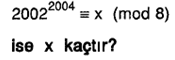 2002^2004 ≡ x (mod 8)
ise x kaçtır?